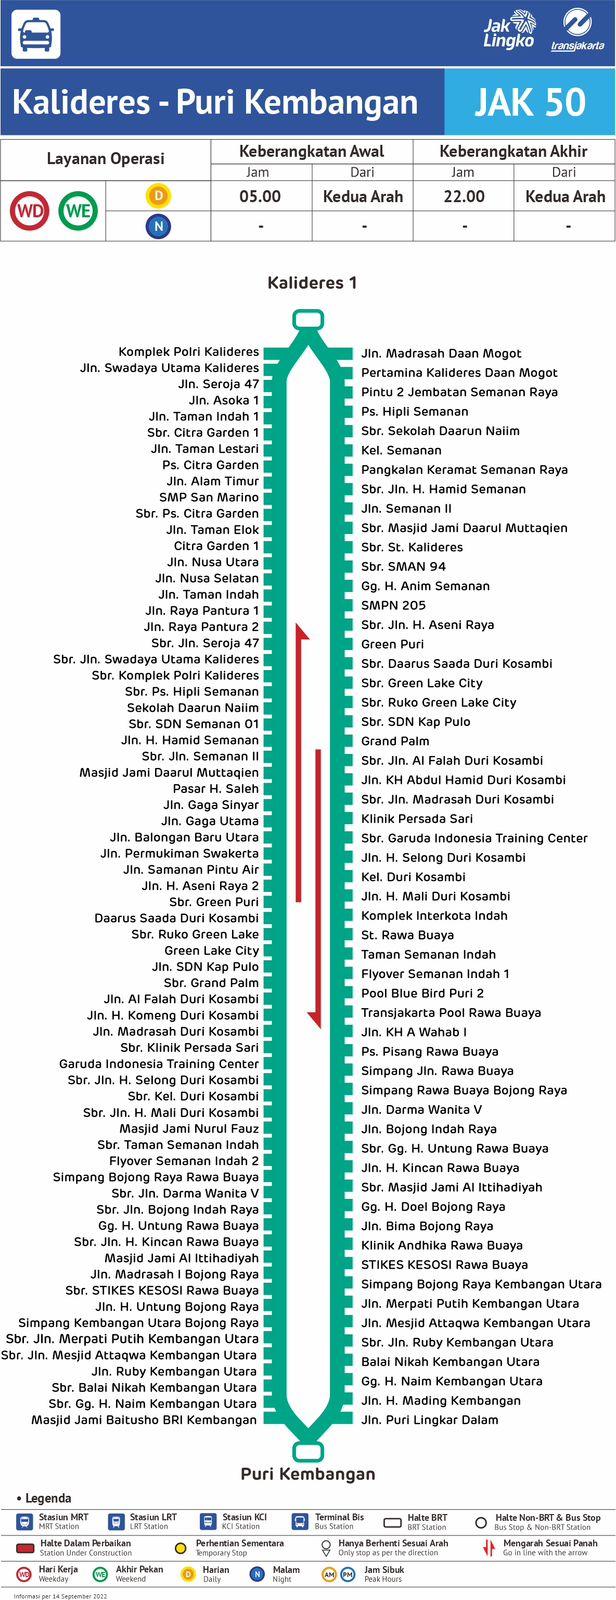 Jak Lingko
transjakarta
Kalideres - Puri Kembangan
JAK 50
Layanan Operasi
Keberangkatan Awal
Keberangkatan Akhir
Jam
Dari
Jam
Dari
WD
WE
D
05.00
Kedua Arah
22.00
Kedua Arah
N
-
-
-
-
Kalideres 1
Komplek Polri Kalideres
Jln. Swadaya Utama Kalideres
Jln. Seroja 47
Jln. Asoka 1
Jln. Taman Indah 1
Sbr. Citra Garden 1
Jln. Taman Lestari
Ps. Citra Garden
Jln. Alam Timur
SMP San Marino
Sbr. Ps. Citra Garden
Jln. Taman Elok
Citra Garden 1
Jln. Nusa Utara
Jln. Nusa Selatan
Jln. Taman Indah
Jln. Raya Pantura 1
Jln. Raya Pantura 2
Sbr. Jln. Seroja 47
Sbr. Jln. Swadaya Utama Kalideres
Sbr. Komplek Polri Kalideres
Sbr. Ps. Hipli Semanan
Sekolah Daarun Naiim
Sbr. SDN Semanan 01
Jln. H. Hamid Semanan
Sbr. Jln. Semanan II
Masjid Jami Daarul Muttaqien
Pasar H. Saleh
Jln. Gaga Sinyar
Jln. Gaga Utama
Jln. Balongan Baru Utara
Jln. Permukiman Swakerta
Jln. Samanan Pintu Air
Jln. H. Aseni Raya 2
Sbr. Green Puri
Daarus Saada Duri Kosambi
Sbr. Ruko Green Lake
Green Lake City
Jln. SDN Kap Pulo
Sbr. Grand Palm
Jln. Al Falah Duri Kosambi
Jln. H. Komeng Duri Kosambi
Jln. Madrasah Duri Kosambi
Sbr. Klinik Persada Sari
Garuda Indonesia Training Center
Sbr. Jln. H. Selong Duri Kosambi
Sbr. Kel. Duri Kosambi
Sbr. Jln. H. Mali Duri Kosambi
Masjid Jami Nurul Fauz
Sbr. Taman Semanan Indah
Flyover Semanan Indah 2
Simpang Bojong Raya Rawa Buaya
Sbr. Jln. Darma Wanita V
Sbr. Jln. Bojong Indah Raya
Gg. H. Untung Rawa Buaya
Sbr. Jln. H. Kincan Rawa Buaya
Masjid Jami Al Ittihadiyah
Jln. Madrasah I Bojong Raya
Sbr. STIKES KESOSI Rawa Buaya
Jln. H. Untung Bojong Raya
Simpang Kembangan Utara Bojong Raya
Sbr. Jln. Merpati Putih Kembangan Utara
Sbr. Jln. Mesjid Attaqwa Kembangan Utara
Jln. Ruby Kembangan Utara
Sbr. Balai Nikah Kembangan Utara
Sbr. Gg. H. Naim Kembangan Utara
Masjid Jami Baitusho BRI Kembangan
Jln. Madrasah Daan Mogot
Pertamina Kalideres Daan Mogot
Pintu 2 Jembatan Semanan Raya
Ps. Hipli Semanan
Sbr. Sekolah Daarun Naiim
Kel. Semanan
Pangkalan Keramat Semanan Raya
Sbr. Jln. H. Hamid Semanan
Jln. Semanan II
Sbr. Masjid Jami Daarul Muttaqien
Sbr. St. Kalideres
Sbr. SMAN 94
Gg. H. Anim Semanan
SMPN 205
Sbr. Jln. H. Aseni Raya
Green Puri
Sbr. Daarus Saada Duri Kosambi
Sbr. Green Lake City
Sbr. Ruko Green Lake City
Sbr. SDN Kap Pulo
Grand Palm
Sbr. Jln. Al Falah Duri Kosambi
Jln. KH Abdul Hamid Duri Kosambi
Sbr. Jln. Madrasah Duri Kosambi
Klinik Persada Sari
Sbr. Garuda Indonesia Training Center
Jln. H. Selong Duri Kosambi
Kel. Duri Kosambi
Jln. H. Mali Duri Kosambi
Komplek Interkota Indah
St. Rawa Buaya
Taman Semanan Indah
Flyover Semanan Indah 1
Pool Blue Bird Puri 2
Transjakarta Pool Rawa Buaya
Jln. KH A Wahab I
Ps. Pisang Rawa Buaya
Simpang Jln. Rawa Buaya
Simpang Rawa Buaya Bojong Raya
Jln. Darma Wanita V
Jln. Bojong Indah Raya
Sbr. Gg. H. Untung Rawa Buaya
Jln. H. Kincan Rawa Buaya
Sbr. Masjid Jami Al Ittihadiyah
Gg. H. Doel Bojong Raya
Jln. Bima Bojong Raya
Klinik Andhika Rawa Buaya
STIKES KESOSI Rawa Buaya
Simpang Bojong Raya Kembangan Utara
Jln. Merpati Putih Kembangan Utara
Jln. Mesjid Attaqwa Kembangan Utara
Sbr. Jln. Ruby Kembangan Utara
Balai Nikah Kembangan Utara
Gg. H. Naim Kembangan Utara
Jln. H. Mading Kembangan
Jln. Puri Lingkar Dalam
Puri Kembangan
• Legenda
Stasiun MRT
MRT Station
Stasiun LRT
LRT Station
Stasiun KCI
KCI Station
Terminal Bis
Bus Station
Halte BRT
BRT Station
Halte Non-BRT & Bus Stop
Bus Stop & Non-BRT Station
Halte Dalam Perbaikan
Station Under Construction
Perhentian Sementara
Temporary Stop
Hanya Berhenti Sesuai Arah
Only stop as per the direction
Mengarah Sesuai Panah
Go in line with the arrow
WD
Hari Kerja
Weekday
WE
Akhir Pekan
Weekend
D
Harian
Daily
N
Malam
Night
AM
PM
Jam Sibuk
Peak Hours
Informasi per 14 September 2022